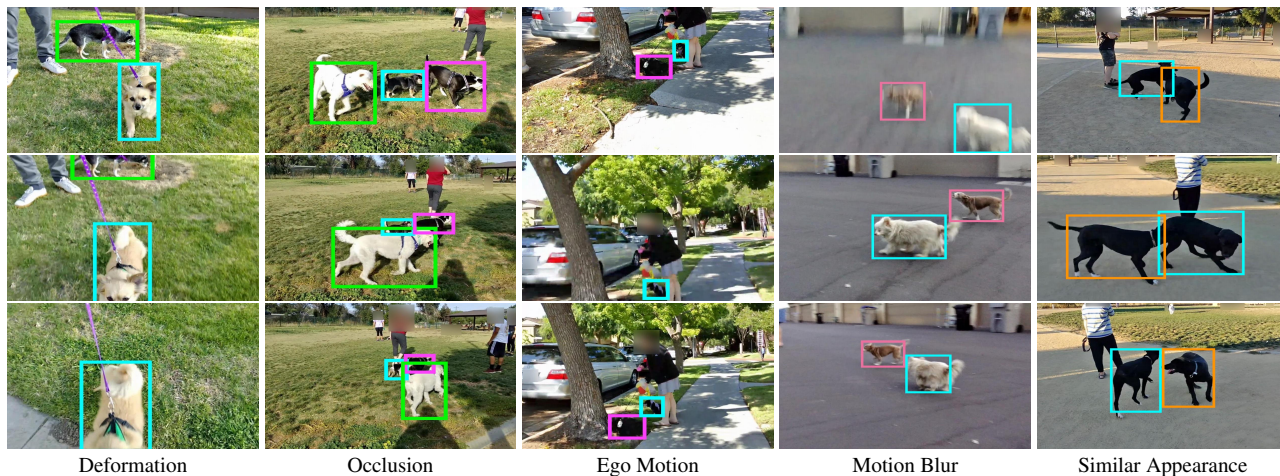 Deformation
Occlusion
Ego Motion
Motion Blur
Similar Appearance